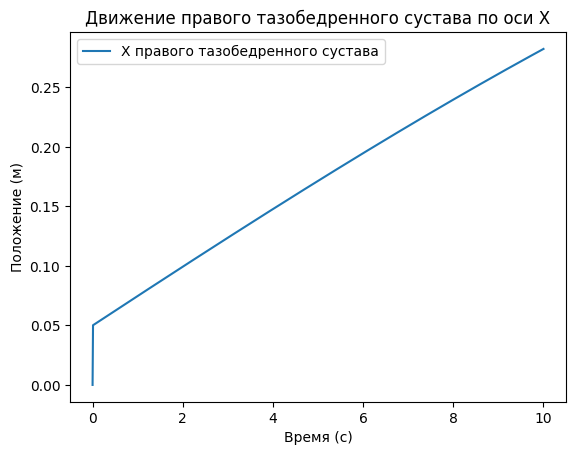 Движение правого тазобедренного сустава по оси X
X правого тазобедренного сустава
Положение (м)
0.25
0.20
0.15
0.10
0.05
0.00
0 2 4 6 8 10
Время (с)